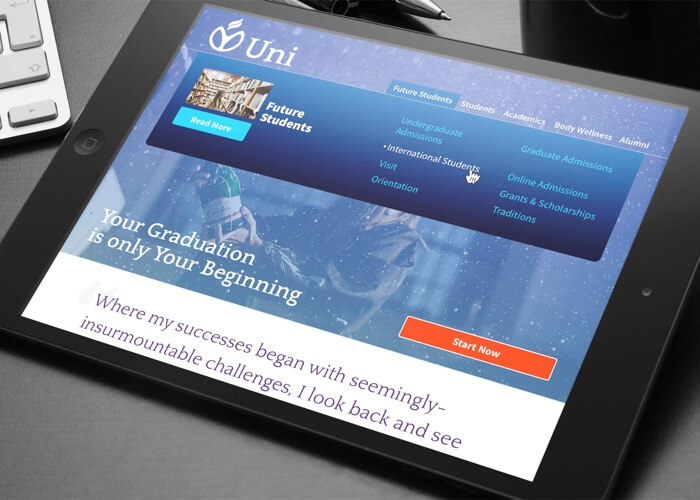 Uni
Future Students
Students
Academics
Body Wellness
Alumni
Future
Students
Read More
Undergraduate
Admissions
• International Students
Visit
Orientation
Graduate Admissions
Online Admissions
Grants & Scholarships
Traditions
Your Graduation
is only Your Beginning
Start Now
“Where my successes began with seemingly-
insurmountable challenges, I look back and see